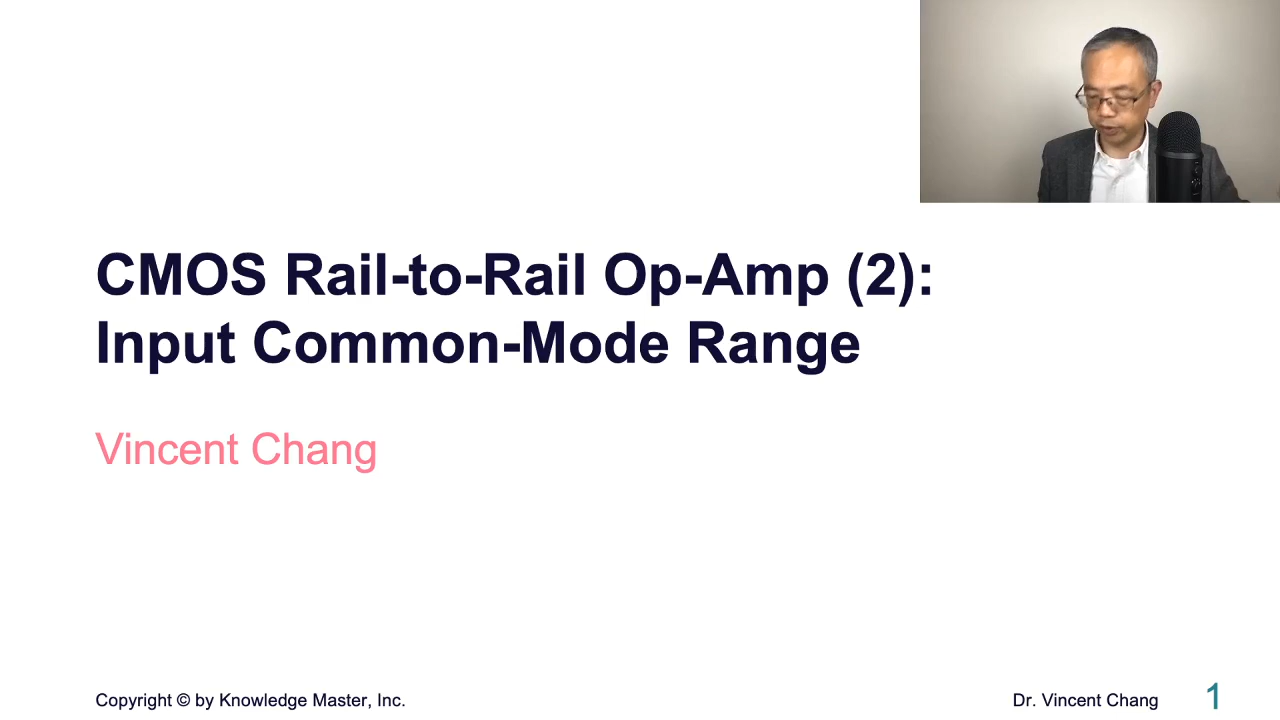 CMOS Rail-to-Rail Op-Amp (2):
Input Common-Mode Range
Vincent Chang
Copyright © by Knowledge Master, Inc.
Dr. Vincent Chang
1